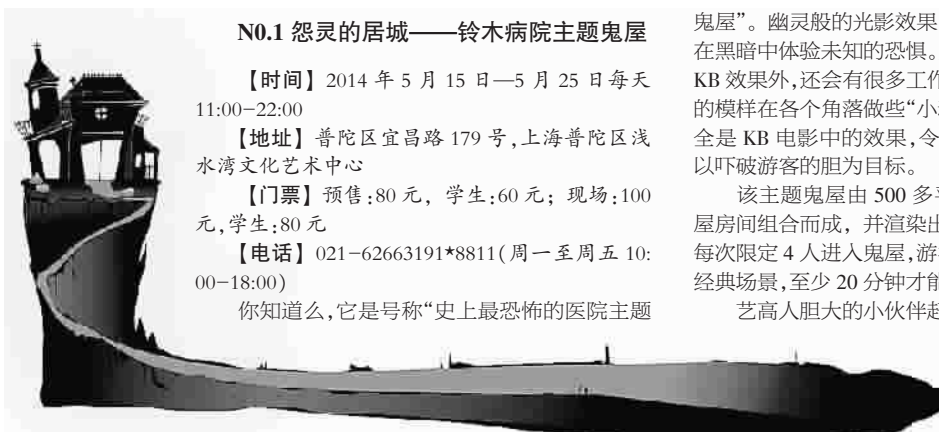 N0.1 怨灵的居城——铃木病院主题鬼屋
【时间】2014 年 5 月 15 日—5 月 25 日每天
11:00-22:00
【地址】普陀区宜昌路 179 号,上海普陀区浅
水湾文化艺术中心
【门票】预售:80 元, 学生:60 元; 现场:100
元,学生:80 元
【电话】021-62663191*8811(周一至周五 10:
00-18:00)
你知道么,它是号称“史上最恐怖的医院主题
鬼屋”。幽灵般的光影效果
在黑暗中体验未知的恐惧。
KB 效果外,还会有很多工作
的模样在各个角落做些“小
全是 KB 电影中的效果,令
以吓破游客的胆为目标。
该主题鬼屋由 500 多
屋房间组合而成, 并渲染出
每次限定 4 人进入鬼屋,游
经典场景,至少 20 分钟才能
艺高人胆大的小伙伴